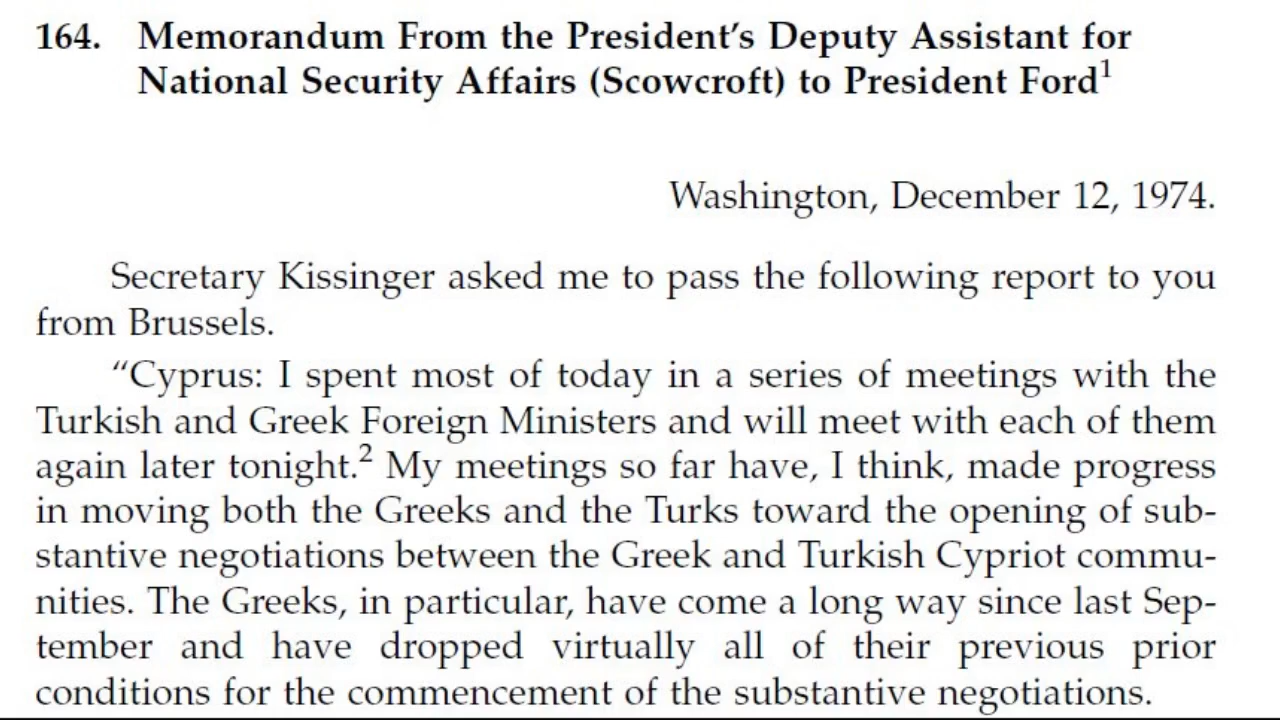 164. Memorandum From the President’s Deputy Assistant for
National Security Affairs (Scowcroft) to President Ford¹
Washington, December 12, 1974.
Secretary Kissinger asked me to pass the following report to you
from Brussels.
“Cyprus: I spent most of today in a series of meetings with the
Turkish and Greek Foreign Ministers and will meet with each of them
again later tonight.² My meetings so far have, I think, made progress
in moving both the Greeks and the Turks toward the opening of sub-
stantive negotiations between the Greek and Turkish Cypriot commu-
nities. The Greeks, in particular, have come a long way since last Sep-
tember and have dropped virtually all of their previous prior
conditions for the commencement of the substantive negotiations.